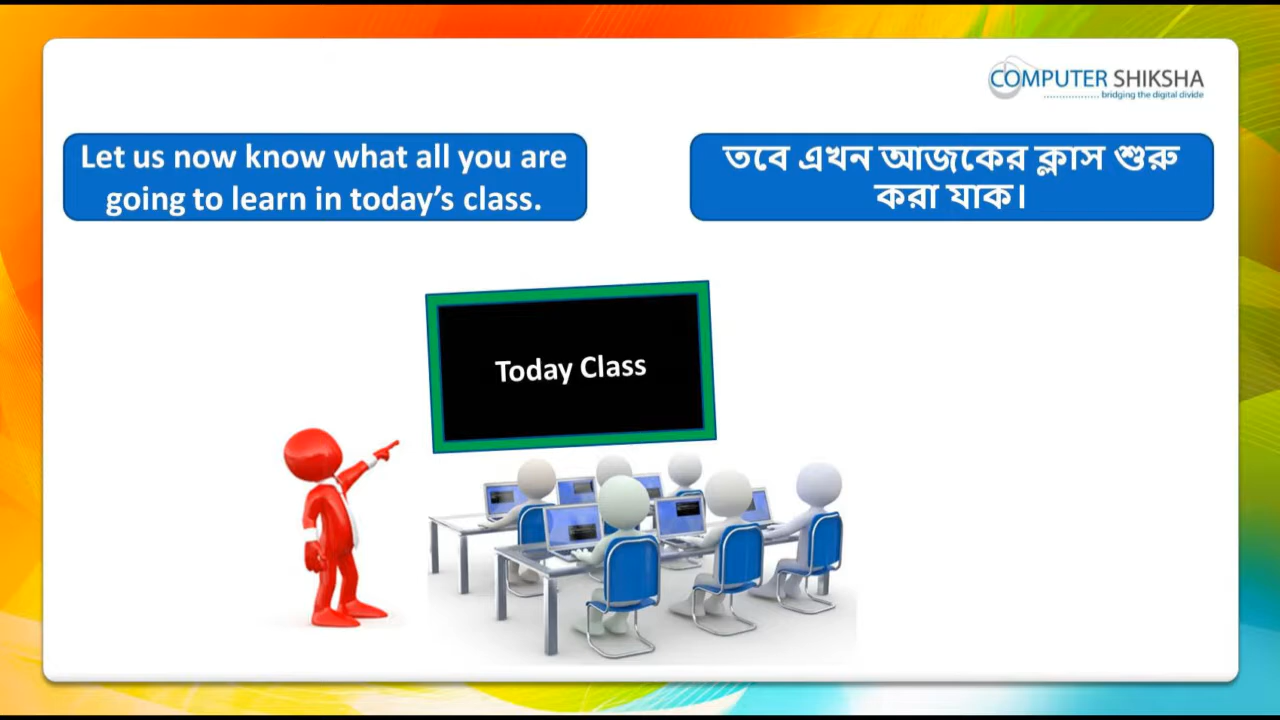 COMPUTER SHIKSHA
bridging the digital divide
Let us now know what all you are
going to learn in today's class.
তবে এখন আজকের ক্লাস শুরু
করা যাক।
Today Class